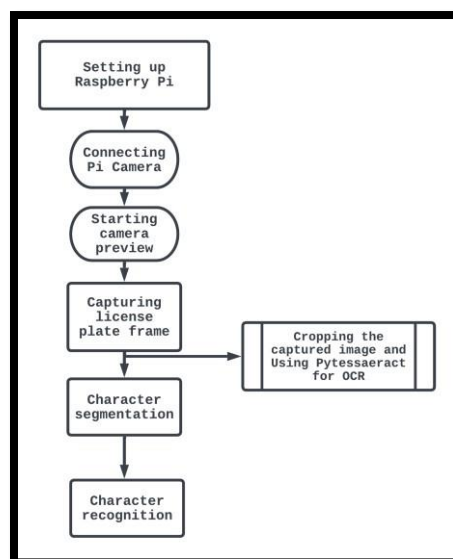 Setting up
Raspberry Pi
Connecting
Pi Camera
Starting
camera
preview
Capturing
license
plate frame
Cropping the
captured image and
Using Pytessaeract
for OCR
Character
segmentation
Character
recognition